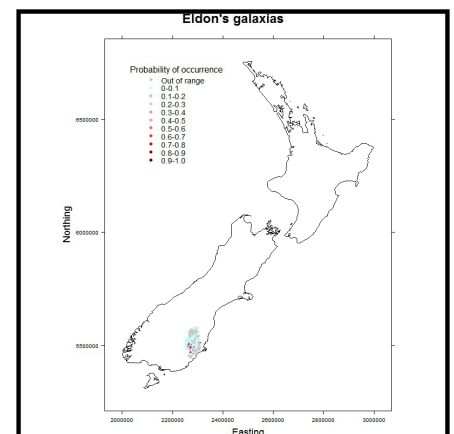 Eldon's galaxias
Probability of occurrence
Out of range
0-0.1
0.1-0.2
0.2-0.3
0.3-0.4
0.4-0.5
0.5-0.6
0.6-0.7
0.7-0.8
0.8-0.9
0.9-1.0
Northing
6500000
6000000
5500000
2000000 2200000 2400000 2600000 2800000 3000000
Easting